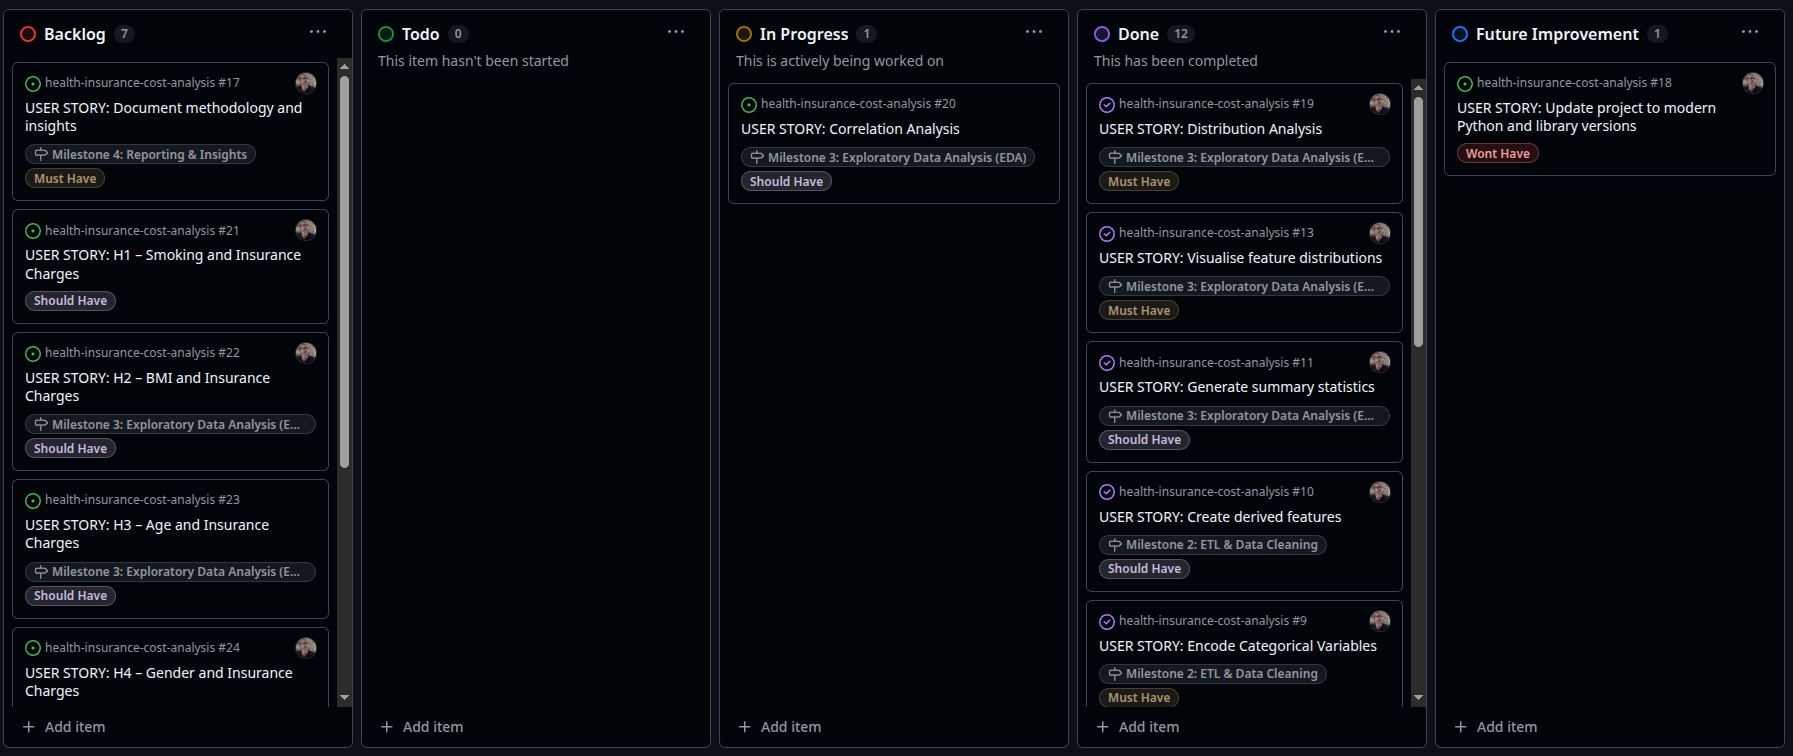 Backlog 7
health-insurance-cost-analysis #17
USER STORY: Document methodology and
insights
Milestone 4: Reporting & Insights
Must Have
health-insurance-cost-analysis #21
USER STORY: H1 – Smoking and Insurance
Charges
Should Have
health-insurance-cost-analysis #22
USER STORY: H2 – BMI and Insurance
Charges
Milestone 3: Exploratory Data Analysis (E...
Should Have
health-insurance-cost-analysis #23
USER STORY: H3 – Age and Insurance
Charges
Milestone 3: Exploratory Data Analysis (E...
Should Have
health-insurance-cost-analysis #24
USER STORY: H4 – Gender and Insurance
Charges
Add item
Todo 0
This item hasn't been started
Add item
In Progress 1
This is actively being worked on
health-insurance-cost-analysis #20
USER STORY: Correlation Analysis
Milestone 3: Exploratory Data Analysis (EDA)
Should Have
Add item
Done 12
This has been completed
health-insurance-cost-analysis #19
USER STORY: Distribution Analysis
Milestone 3: Exploratory Data Analysis (E...
Must Have
health-insurance-cost-analysis #13
USER STORY: Visualise feature distributions
Milestone 3: Exploratory Data Analysis (E...
Must Have
health-insurance-cost-analysis #11
USER STORY: Generate summary statistics
Milestone 3: Exploratory Data Analysis (E...
Should Have
health-insurance-cost-analysis #10
USER STORY: Create derived features
Milestone 2: ETL & Data Cleaning
Should Have
health-insurance-cost-analysis #9
USER STORY: Encode Categorical Variables
Milestone 2: ETL & Data Cleaning
Must Have
Add item
Future Improvement 1
health-insurance-cost-analysis #18
USER STORY: Update project to modern
Python and library versions
Wont Have
Add item